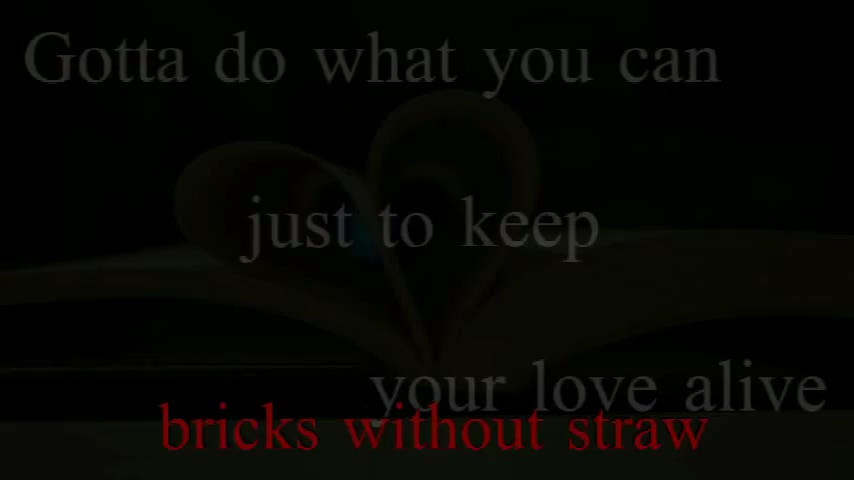 Gotta do what you can
just to keep
your love alive
bricks without straw